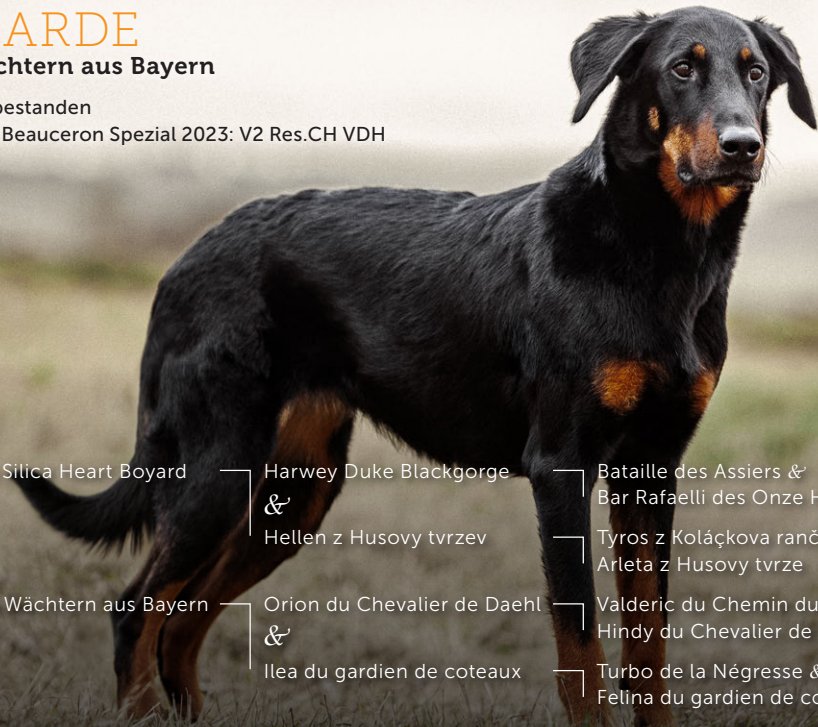 ARDE
chtern aus Bayern
bestanden
Beauceron Spezial 2023: V2 Res.CH VDH
Silica Heart Boyard
Harwey Duke Blackgorge
&
Hellen z Husovy tvrzev
Bataille des Assiers &
Bar Rafaelli des Onze H
Tyros z Koláçkova ranč
Arleta z Husovy tvrze
Wächtern aus Bayern
Orion du Chevalier de Daehl
&
Ilea du gardien de coteaux
Valderic du Chemin du
Hindy du Chevalier de
Turbo de la Négresse &
Felina du gardien de co